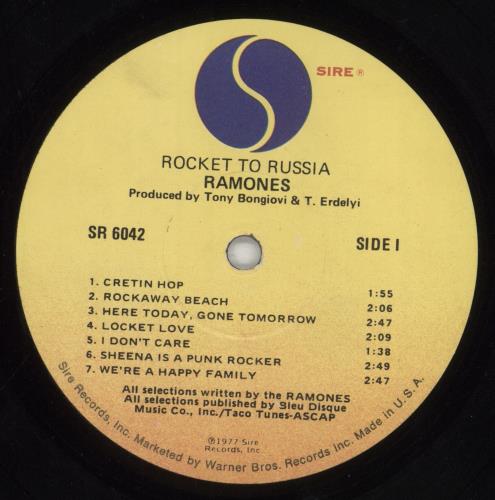 SIRE ®
ROCKET TO RUSSIA
RAMONES
Produced by Tony Bongiovi & T. Erdelyi
SR 6042
SIDE I
1. CRETIN HOP 1:55
2. ROCKAWAY BEACH 2:06
3. HERE TODAY, GONE TOMORROW 2:47
4. LOCKET LOVE 2:09
5. I DON'T CARE 1:38
6. SHEENA IS A PUNK ROCKER 2:49
7. WE'RE A HAPPY FAMILY 2:47
All selections written by the RAMONES
All selections published by Bleu Disque
Music Co., Inc./Taco Tunes-ASCAP
℗1977 Sire
Records, Inc.
Sire Records, Inc. Marketed by Warner Bros. Records Inc. Made in U.S.A.